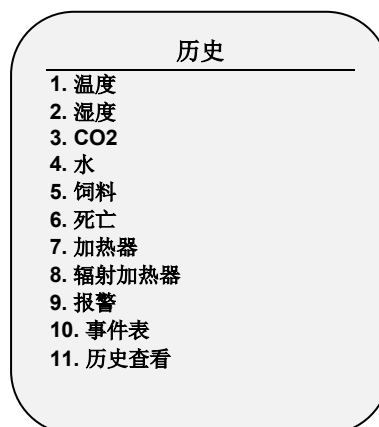 历史
1. 温度
2. 湿度
3. CO2
4. 水
5. 饲料
6. 死亡
7. 加热器
8. 辐射加热器
9. 报警
10. 事件表
11. 历史查看